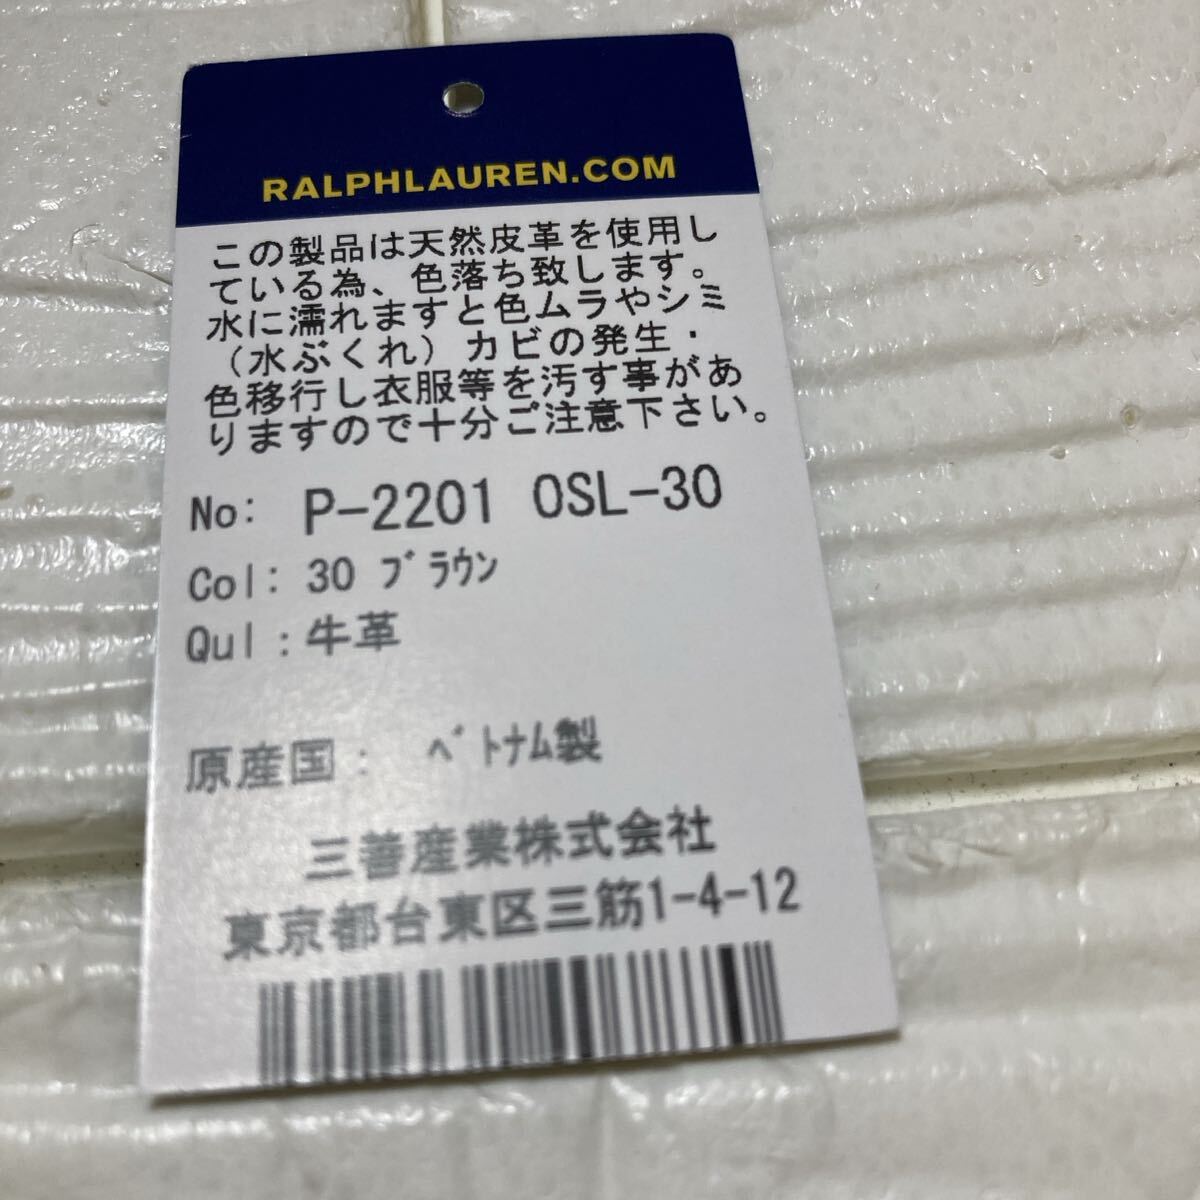 RALPHLAUREN.COM
この製品は天然皮革を使用し
ている為、色落ち致します。
水に濡れますと色ムラやシミ
（水ぶくれ）カビの発生・
色移行し衣服等を汚す事があ
りますので十分ご注意下さい。
No: P-2201 OSL-30
Col: 30 ﾌﾞﾗｳﾝ
Qul: 牛革
原産国: ﾍﾞﾄﾅﾑ製
三善産業株式会社
東京都台東区三筋1-4-12